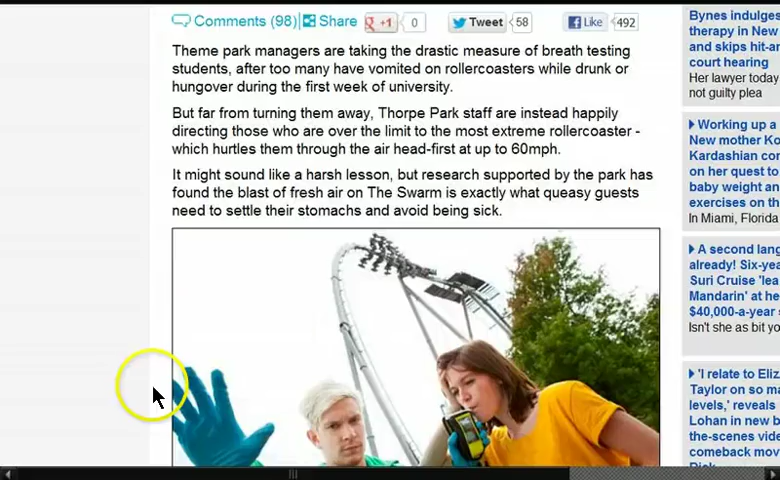 Comments (98) Share +1 0 Tweet 58 Like 492
Theme park managers are taking the drastic measure of breath testing
students, after too many have vomited on rollercoasters while drunk or
hungover during the first week of university.
But far from turning them away, Thorpe Park staff are instead happily
directing those who are over the limit to the most extreme rollercoaster -
which hurtles them through the air head-first at up to 60mph.
It might sound like a harsh lesson, but research supported by the park has
found the blast of fresh air on The Swarm is exactly what queasy guests
need to settle their stomachs and avoid being sick.
Bynes indulges
therapy in New
and skips hit-an
court hearing
Her lawyer today
not guilty plea
Working up a
New mother Ko
Kardashian con
on her quest to
baby weight an
exercises on th
In Miami, Florida
A second lang
already! Six-yea
Suri Cruise 'lea
Mandarin' at he
$40,000-a-year s
Isn't she as bit yo
'I relate to Eliz
Taylor on so ma
levels,' reveals
Lohan in new b
the-scenes vide
comeback mov